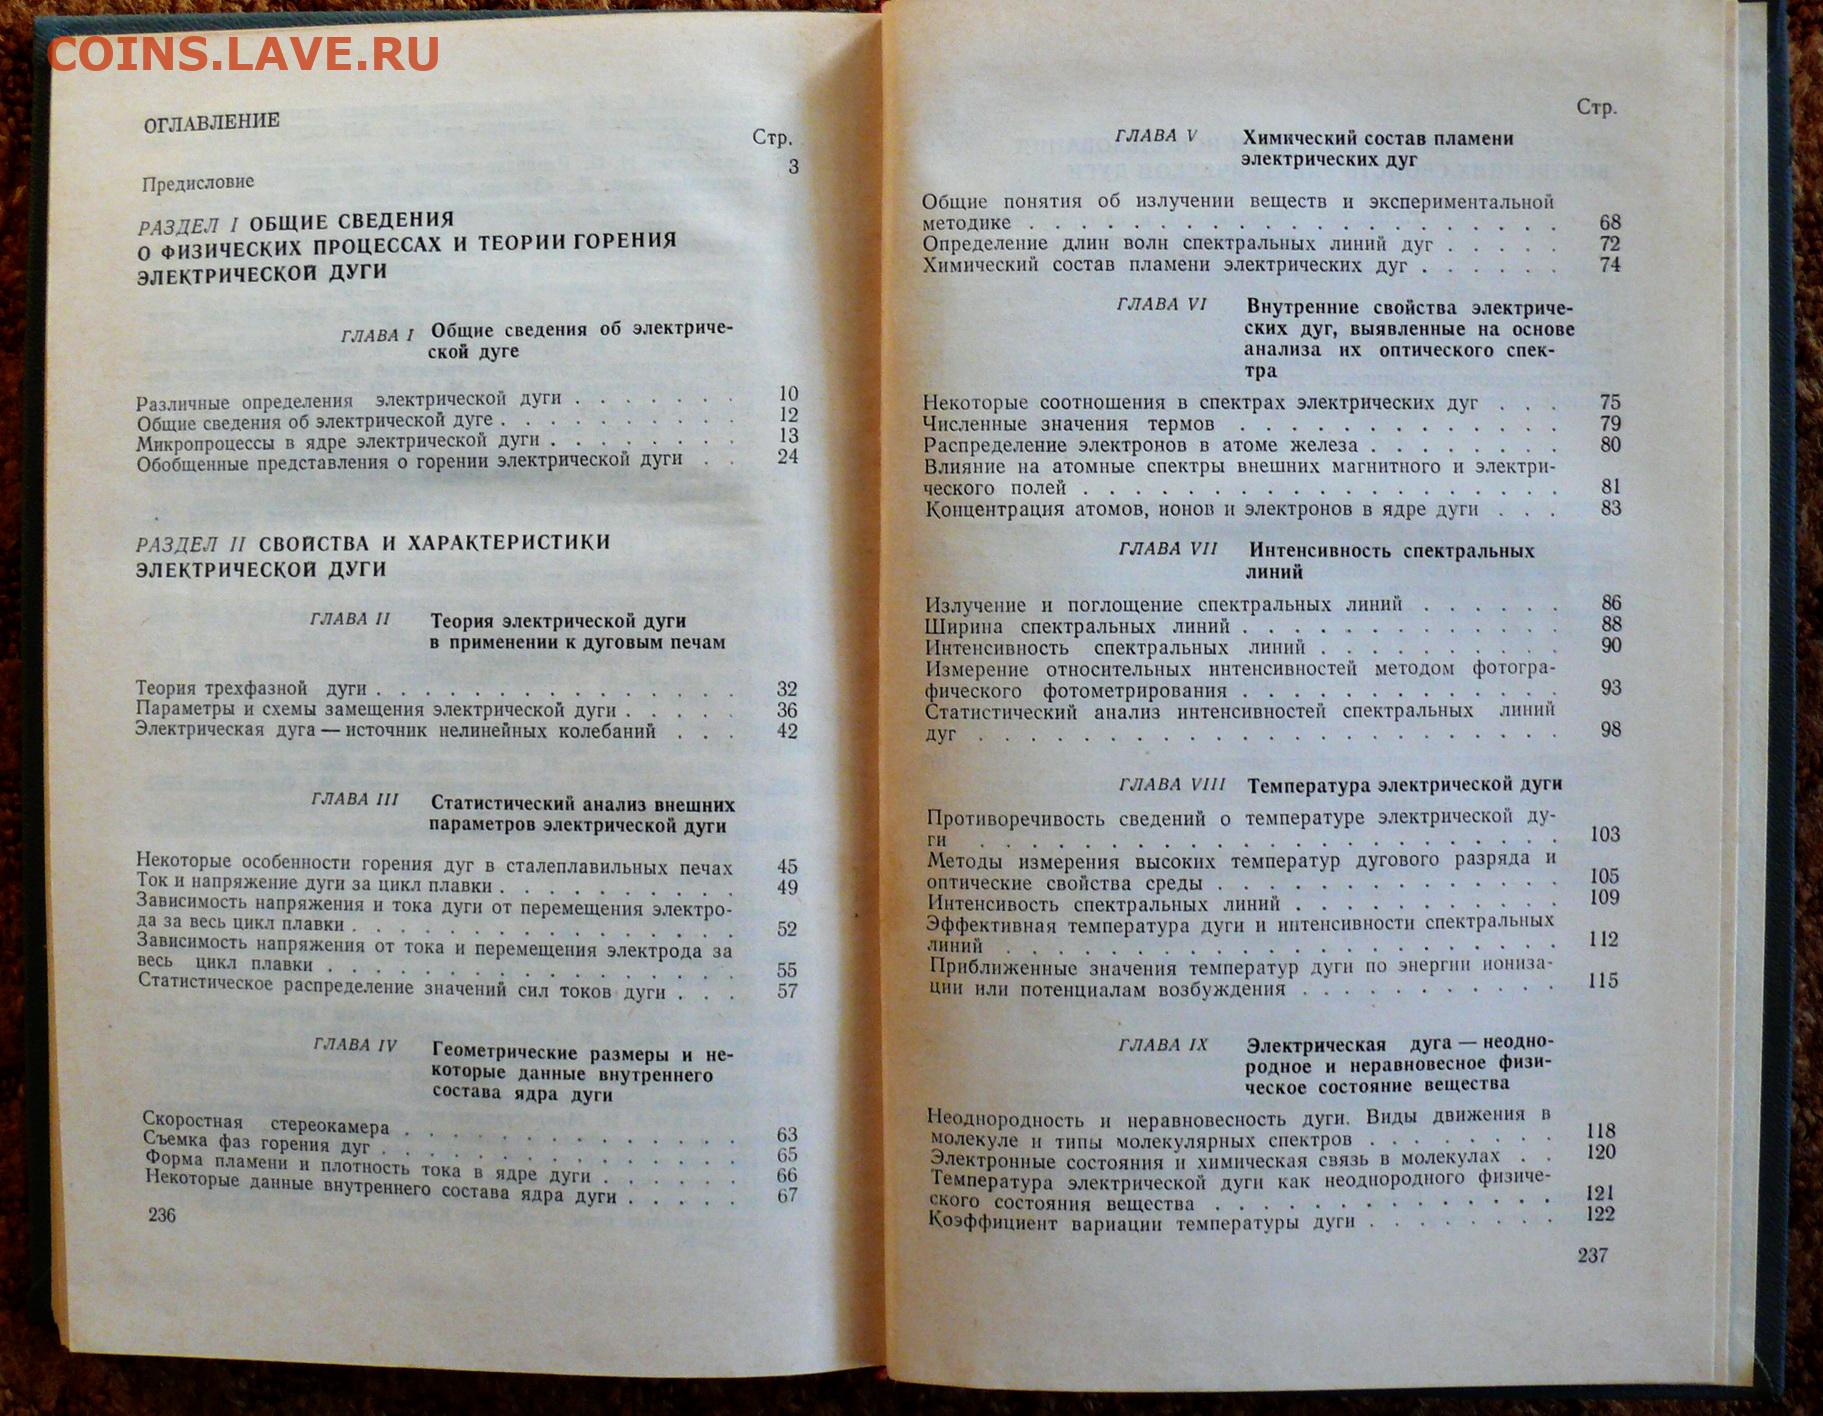 COINS.LAVE.RU
ОГЛАВЛЕНИЕ
Стр.
Предисловие 3
РАЗДЕЛ I ОБЩИЕ СВЕДЕНИЯ
О ФИЗИЧЕСКИХ ПРОЦЕССАХ И ТЕОРИИ ГОРЕНИЯ
ЭЛЕКТРИЧЕСКОЙ ДУГИ
ГЛАВА I Общие сведения об электриче-
ской дуге
Различные определения электрической дуги . . . . . . . 10
Общие сведения об электрической дуге . . . . . . . . . . 12
Микропроцессы в ядре электрической дуги . . . . . . . . 13
Обобщенные представления о горении электрической дуги . . 24
РАЗДЕЛ II СВОЙСТВА И ХАРАКТЕРИСТИКИ
ЭЛЕКТРИЧЕСКОЙ ДУГИ
ГЛАВА II Теория электрической дуги
в применении к дуговым печам
Теория трехфазной дуги . . . . . . . . . . . . . . . . . 32
Параметры и схемы замещения электрической дуги . . . . . 36
Электрическая дуга — источник нелинейных колебаний . . . 42
ГЛАВА III Статистический анализ внешних
параметров электрической дуги
Некоторые особенности горения дуг в сталеплавильных печах 45
Ток и напряжение дуги за цикл плавки . . . . . . . . . . 49
Зависимость напряжения и тока дуги от перемещения электро-
да за весь цикл плавки . . . . . . . . . . . . . . . . . 52
Зависимость напряжения от тока и перемещения электрода за
весь цикл плавки . . . . . . . . . . . . . . . . . . 55
Статистическое распределение значений сил токов дуги . . . 57
ГЛАВА IV Геометрические размеры и не-
которые данные внутреннего
состава ядра дуги
Скоростная стереокамера . . . . . . . . . . . . . . . 63
Съемка фаз горения дуг . . . . . . . . . . . . . . . . 65
Форма пламени и плотность тока в ядре дуги . . . . . . 66
Некоторые данные внутреннего состава ядра дуги . . . . . 67
236
Стр.
ГЛАВА V Химический состав пламени
электрических дуг
Общие понятия об излучении веществ и экспериментальной
методике . . . . . . . . . . . . . . . . . . . . . 68
Определение длин волн спектральных линий дуг . . . . . 72
Химический состав пламени электрических дуг . . . . . . 74
ГЛАВА VI Внутренние свойства электриче-
ских дуг, выявленные на основе
анализа их оптического спек-
тра
Некоторые соотношения в спектрах электрических дуг . . . 75
Численные значения термов . . . . . . . . . . . . . 79
Распределение электронов в атоме железа . . . . . . . . 80
Влияние на атомные спектры внешних магнитного и электри-
ческого полей . . . . . . . . . . . . . . . . . . . 81
Концентрация атомов, ионов и электронов в ядре дуги . . . 83
ГЛАВА VII Интенсивность спектральных
линий
Излучение и поглощение спектральных линий . . . . . . 86
Ширина спектральных линий . . . . . . . . . . . . . 88
Интенсивность спектральных линий . . . . . . . . . . 90
Измерение относительных интенсивностей методом фотогра-
фического фотометрирования . . . . . . . . . . . . . 93
Статистический анализ интенсивностей спектральных линий
дуг . . . . . . . . . . . . . . . . . . . . . . . 98
ГЛАВА VIII Температура электрической дуги
Противоречивость сведений о температуре электрической ду-
ги . . . . . . . . . . . . . . . . . . . . . . . 103
Методы измерения высоких температур дугового разряда и
оптические свойства среды . . . . . . . . . . . . . . 105
Интенсивость спектральных линий . . . . . . . . . . . 109
Эффективная температура дуги и интенсивности спектральных
линий . . . . . . . . . . . . . . . . . . . . . . 112
Приближенные значения температур дуги по энергии иониза-
ции или потенциалам возбуждения . . . . . . . . . . . 115
ГЛАВА IX Электрическая дуга — неодно-
родное и неравновесное физи-
ческое состояние вещества
Неоднородность и неравновесность дуги. Виды движения в
молекуле и типы молекулярных спектров . . . . . . . . 118
Электронные состояния и химическая связь в молекулах . . 120
Температура электрической дуги как неоднородного физиче-
ского состояния вещества . . . . . . . . . . . . . . 121
Коэффициент вариации температуры дуги . . . . . . . . 122
237